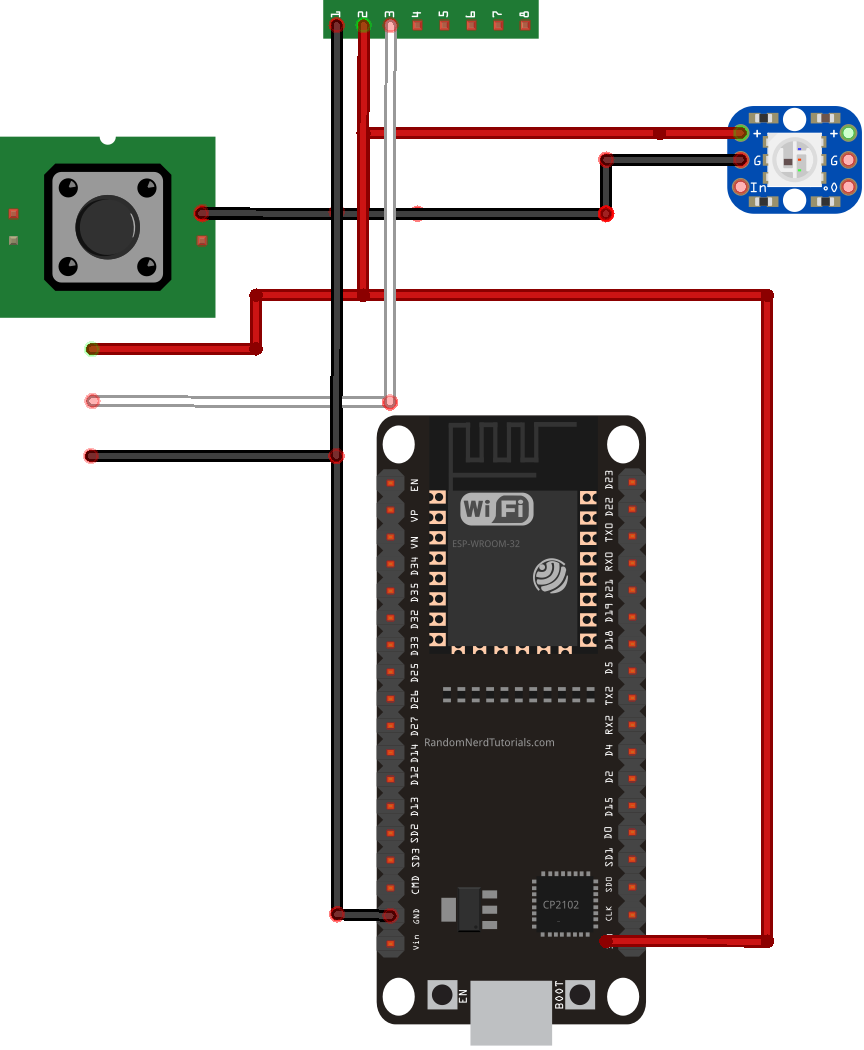 1 2 3 4 5 6 7 8
+ +
G G
In o
EN
VP
VN
D34
D35
D32
D33
D25
D26
D27
D14
D12
D13
SD2
SD3
CMD
GND
Vin
D23
D22
TX0
RX0
D21
D19
D18
D5
TX2
RX2
D4
D2
D15
D0
SD1
SD0
CLK
Wi Fi
ESP-WROOM-32
RandomNerdTutorials.com
CP2102
EN
BOOT